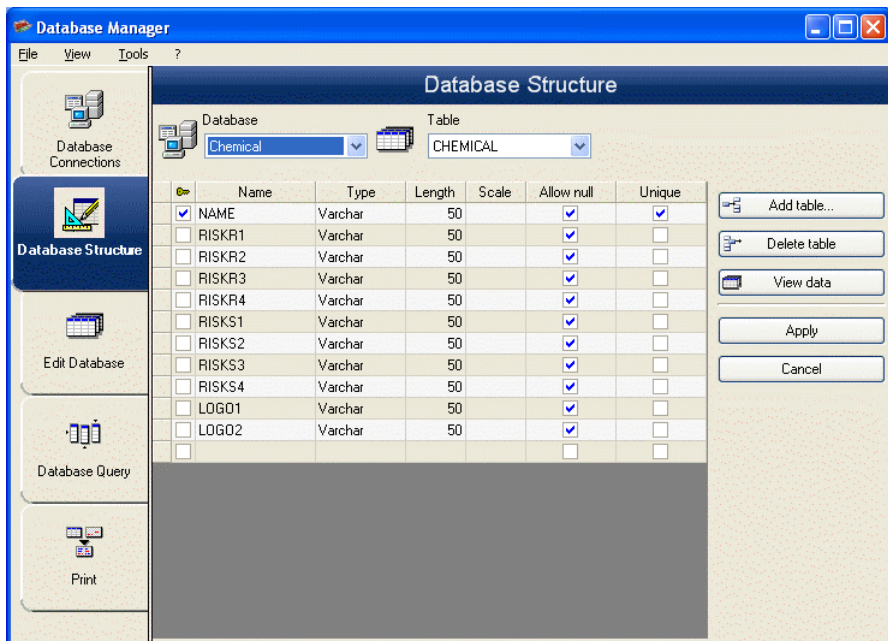 Database Manager
File View Tools ?
Database Structure
Database Connections
Database Structure
Edit Database
Database Query
Print
Database
Chemical
Table
CHEMICAL
Name Type Length Scale Allow null Unique
NAME Varchar 50
RISKR1 Varchar 50
RISKR2 Varchar 50
RISKR3 Varchar 50
RISKR4 Varchar 50
RISKS1 Varchar 50
RISKS2 Varchar 50
RISKS3 Varchar 50
RISKS4 Varchar 50
LOGO1 Varchar 50
LOGO2 Varchar 50
Add table...
Delete table
View data
Apply
Cancel